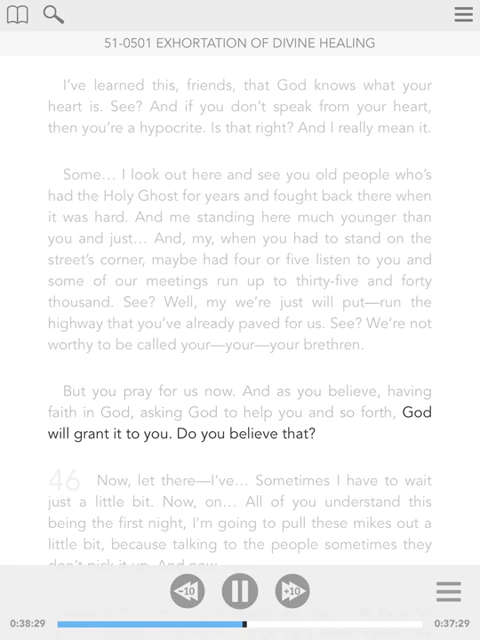 51-0501 EXHORTATION OF DIVINE HEALING
I've learned this, friends, that God knows what your
heart is. See? And if you don't speak from your heart,
then you're a hypocrite. Is that right? And I really mean it.
Some… I look out here and see you old people who's
had the Holy Ghost for years and fought back there when
it was hard. And me standing here much younger than
you and just… And, my, when you had to stand on the
street's corner, maybe had four or five listen to you and
some of our meetings run up to thirty-five and forty
thousand. See? Well, my we're just will put—run the
highway that you've already paved for us. See? We're not
worthy to be called your—your—your brethren.
But you pray for us now. And as you believe, having
faith in God, asking God to help you and so forth, God
will grant it to you. Do you believe that?
46 Now, let there—I've… Sometimes I have to wait
just a little bit. Now, on… All of you understand this
being the first night, I'm going to pull these mikes out a
little bit, because talking to the people sometimes they
don't pick it up. And now
-10 +10
0:38:29 0:37:29